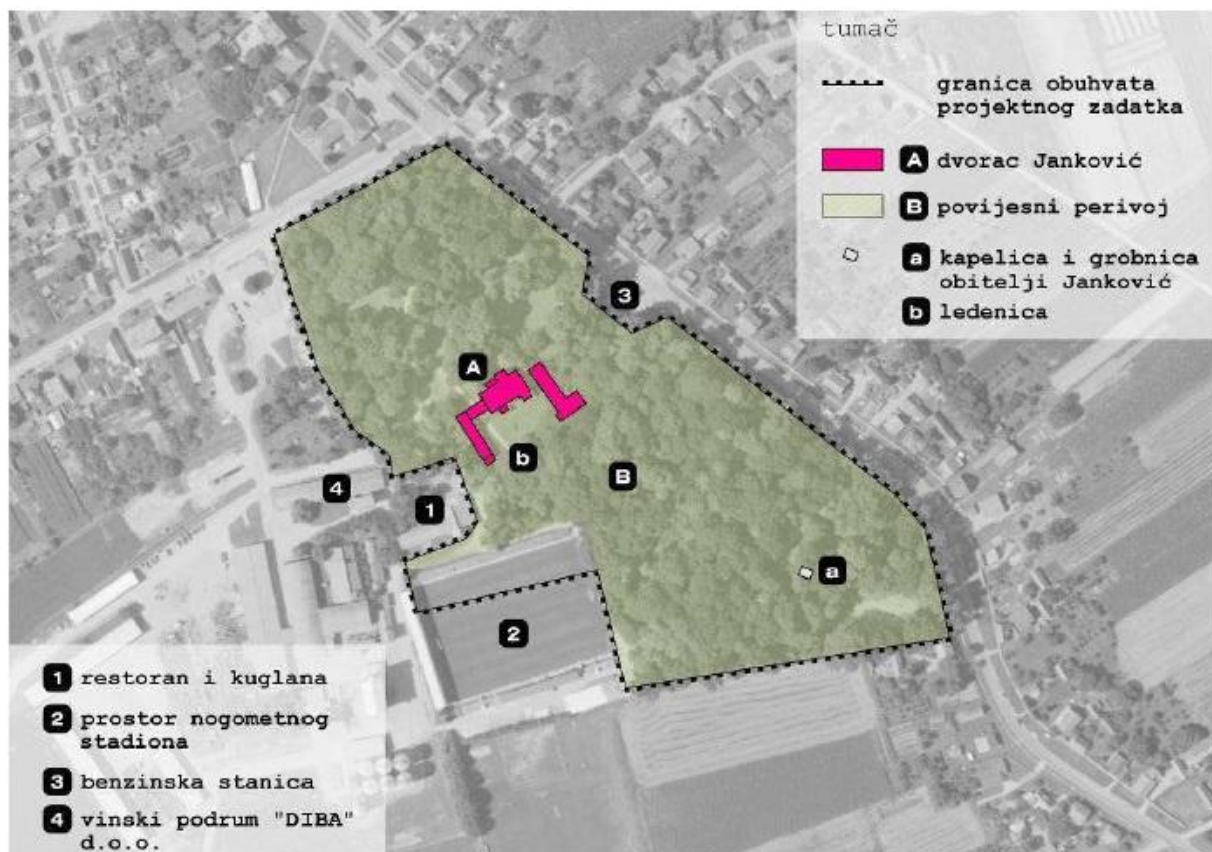 tumač
granica obuhvata
projektnog zadatka
A dvorac Janković
B povijesni perivoj
a kapelica i grobnica
obitelji Janković
b ledenica
3
A
b
B
4
1
a
2
1 restoran i kuglana
2 prostor nogometnog
stadiona
3 benzinska stanica
4 vinski podrum "DIBA"
d.o.o.